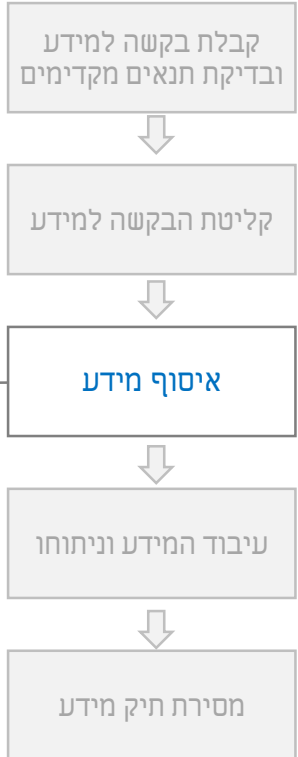 קבלת בקשה למידע
ובדיקת תנאים מקדימים
קליטת הבקשה למידע
איסוף מידע
עיבוד המידע וניתוחו
מסירת תיק מידע